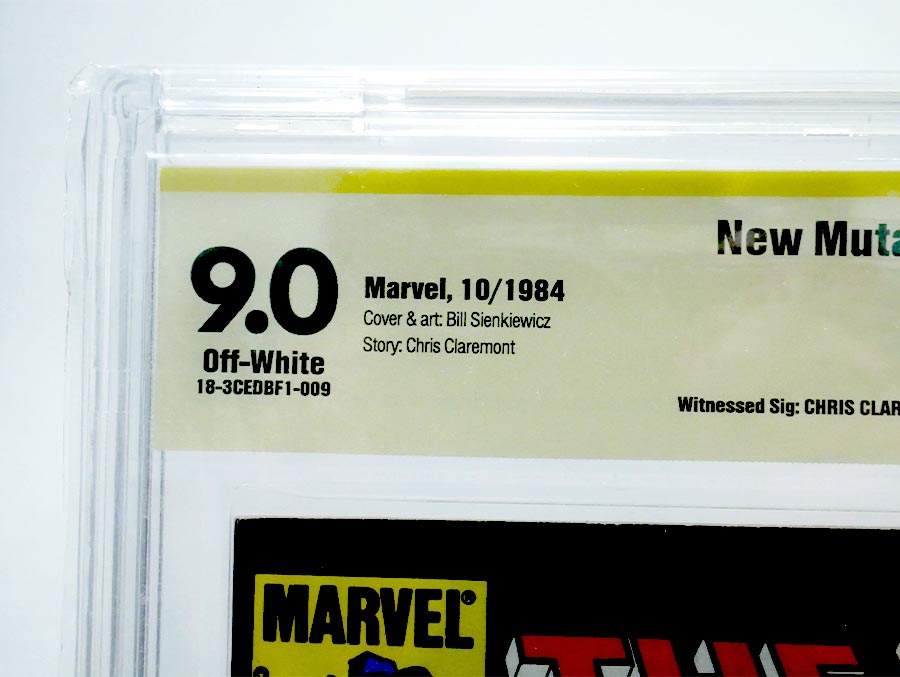 New Muta
9.0
Marvel, 10/1984
Cover & art: Bill Sienkiewicz
Story: Chris Claremont
Off-White
18-3CEDBF1-009
Witnessed Sig: CHRIS CLAR
MARVEL®
THE